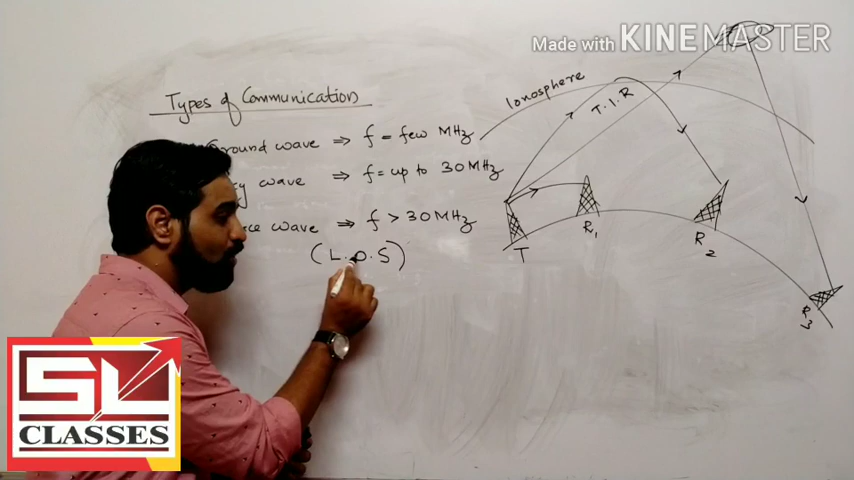 Made with KINEMASTER
Types of Communication
Ground wave ⇒ f = few MHz
wave ⇒ f = up to 30 MHz
wave ⇒ f > 30 MHz
(L.O.S)
Ionosphere
T.I.R
T
R1
R2
R3
SL
CLASSES